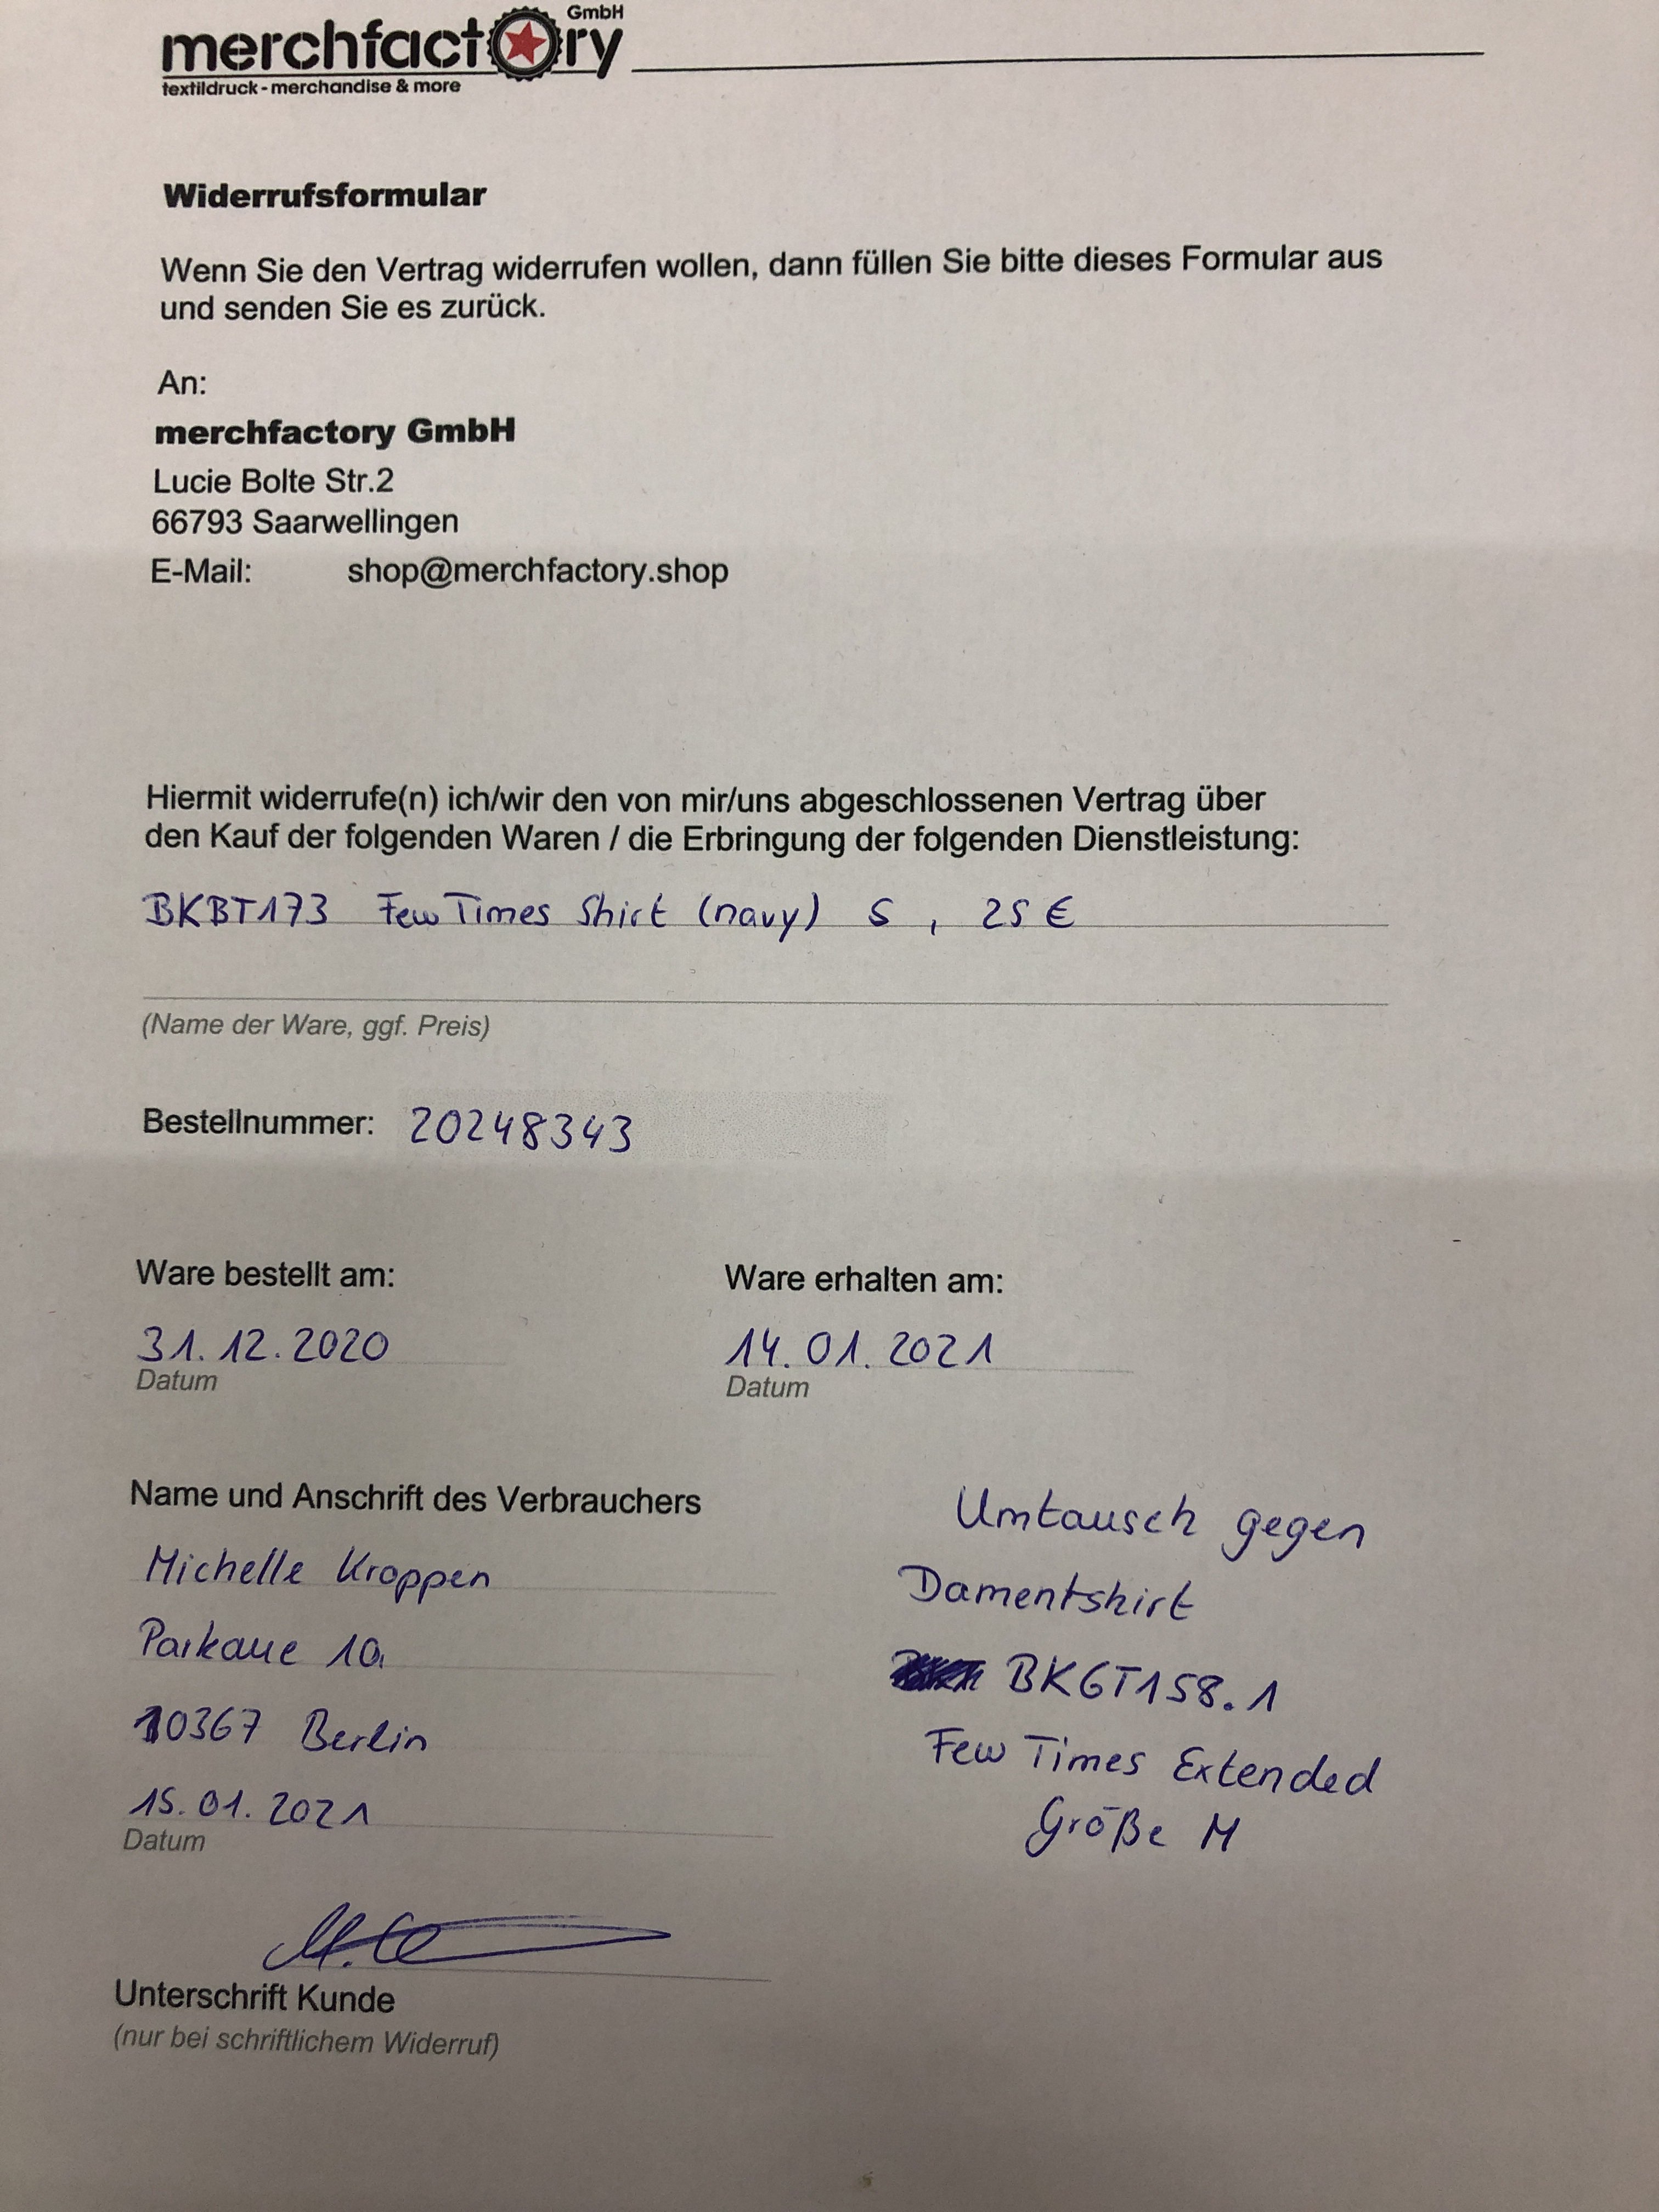 merchfactory GmbH
textildruck - merchandise & more
Widerrufsformular
Wenn Sie den Vertrag widerrufen wollen, dann füllen Sie bitte dieses Formular aus
und senden Sie es zurück.
An:
merchfactory GmbH
Lucie Bolte Str.2
66793 Saarwellingen
E-Mail: shop@merchfactory.shop
Hiermit widerrufe(n) ich/wir den von mir/uns abgeschlossenen Vertrag über
den Kauf der folgenden Waren / die Erbringung der folgenden Dienstleistung:
BKBT173 Few Times Shirt (navy) S , 25 €
(Name der Ware, ggf. Preis)
Bestellnummer: 20248343
Ware bestellt am:
31.12.2020
Datum
Ware erhalten am:
14.01.2021
Datum
Name und Anschrift des Verbrauchers
Michelle Kroppen
Parkaue 10
10367 Berlin
15.01.2021
Datum
Umtausch gegen
Damentshirt
BKGT158.1
Few Times Extended
Größe M
Unterschrift Kunde
(nur bei schriftlichem Widerruf)